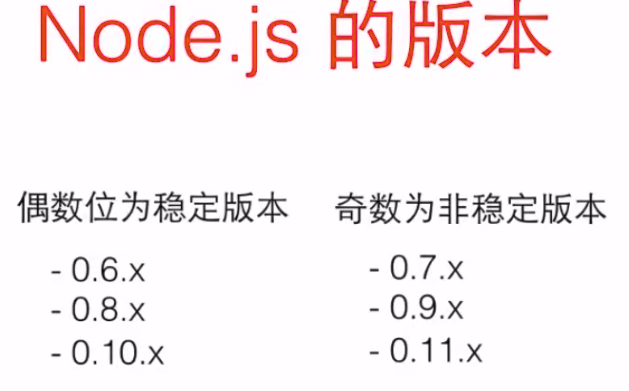 Node.js 的版本
偶数位为稳定版本
- 0.6.x
- 0.8.x
- 0.10.x
奇数为非稳定版本
- 0.7.x
- 0.9.x
- 0.11.x